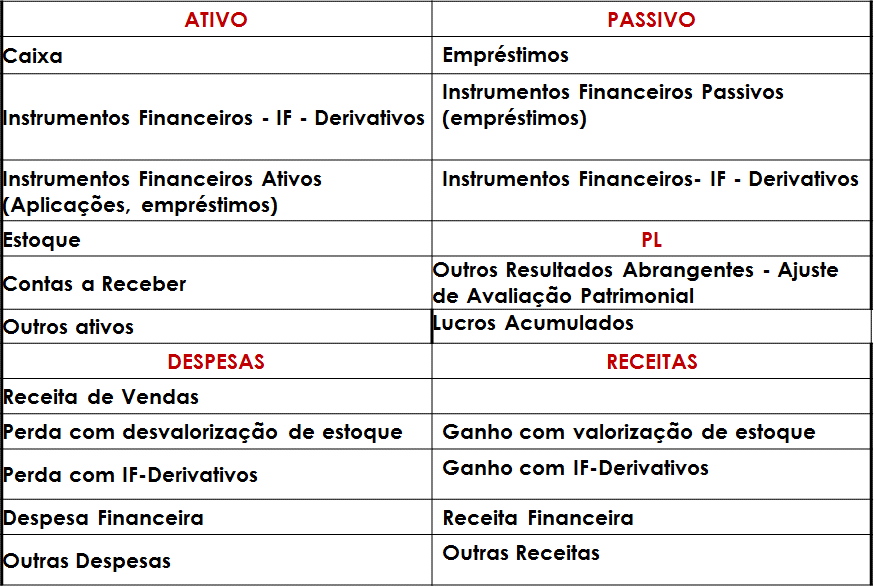 ATIVO PASSIVO
Caixa Empréstimos
Instrumentos Financeiros - IF - Derivativos Instrumentos Financeiros Passivos
(empréstimos)
Instrumentos Financeiros Ativos Instrumentos Financeiros- IF - Derivativos
(Aplicações, empréstimos)
Estoque PL
Contas a Receber Outros Resultados Abrangentes - Ajuste
de Avaliação Patrimonial
Outros ativos Lucros Acumulados
DESPESAS RECEITAS
Receita de Vendas
Perda com desvalorização de estoque Ganho com valorização de estoque
Perda com IF-Derivativos Ganho com IF-Derivativos
Despesa Financeira Receita Financeira
Outras Despesas Outras Receitas